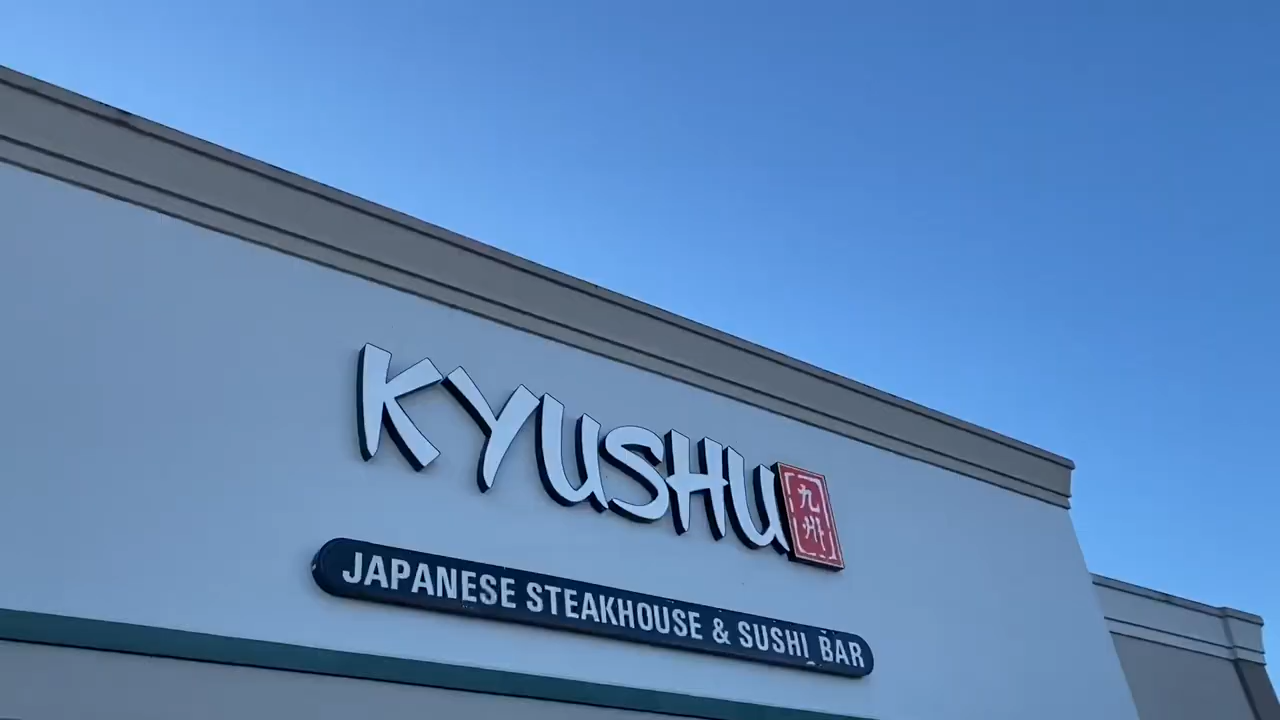 KYUSHU
九
州
JAPANESE STEAKHOUSE & SUSHI BAR